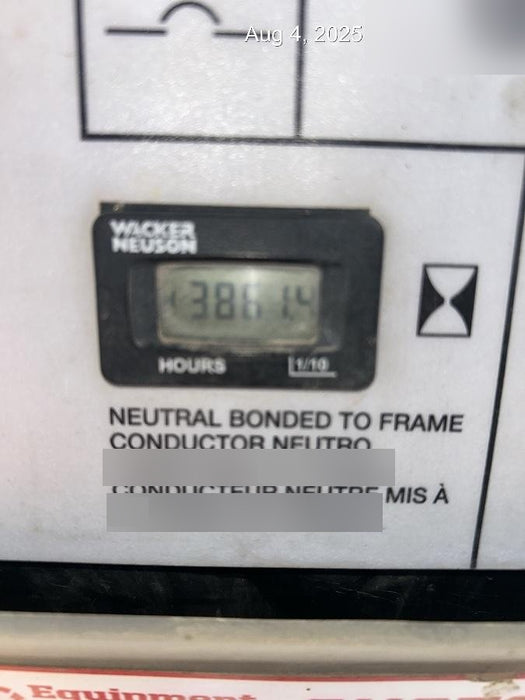 Aug 4, 2025
WACKER
NEUSON
3861.4
HOURS
1/10
NEUTRAL BONDED TO FRAME
CONDUCTOR NEUTRO
CONDUCTEUR NEUTRE MIS À
Equipment